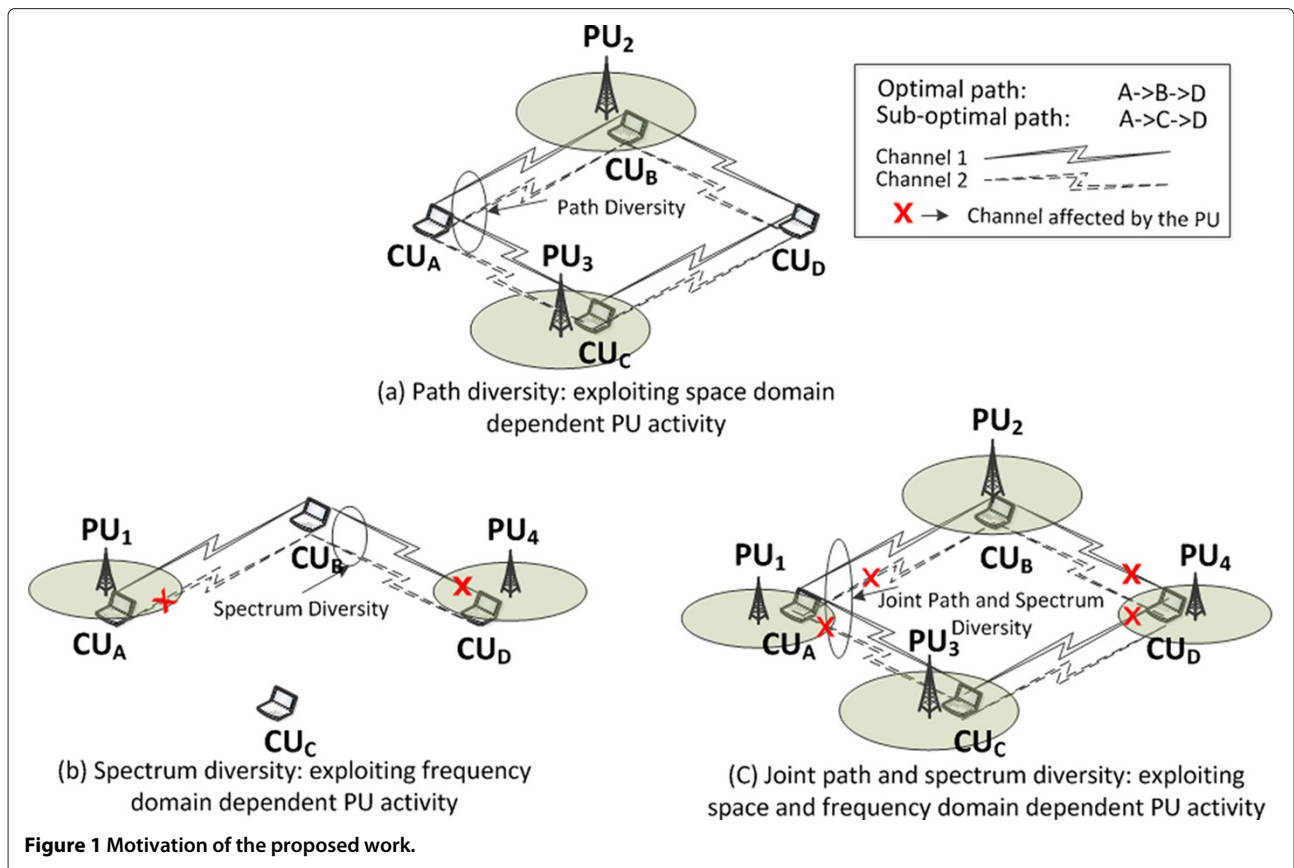 PU2
Optimal path: A->B->D
Sub-optimal path: A->C->D
Channel 1
Channel 2
X → Channel affected by the PU
CUB
Path Diversity
CUA
PU3
CUD
CUC
(a) Path diversity: exploiting space domain
dependent PU activity
PU1
CUB
PU4
X
X
Spectrum Diversity
CUA
CUD
CUC
(b) Spectrum diversity: exploiting frequency
domain dependent PU activity
PU2
PU1
CUB
PU4
X
X
Joint Path and Spectrum
Diversity
X
X
CUA
PU3
CUD
CUC
(C) Joint path and spectrum diversity: exploiting
space and frequency domain dependent PU activity
Figure 1 Motivation of the proposed work.